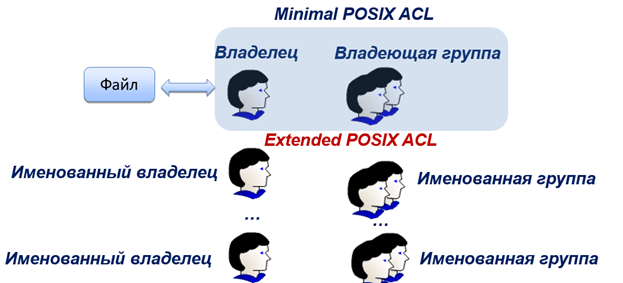 Minimal POSIX ACL
Владелец
Владеющая группа
Файл
Extended POSIX ACL
Именованный владелец
Именованная группа
...
...
Именованный владелец
Именованная группа